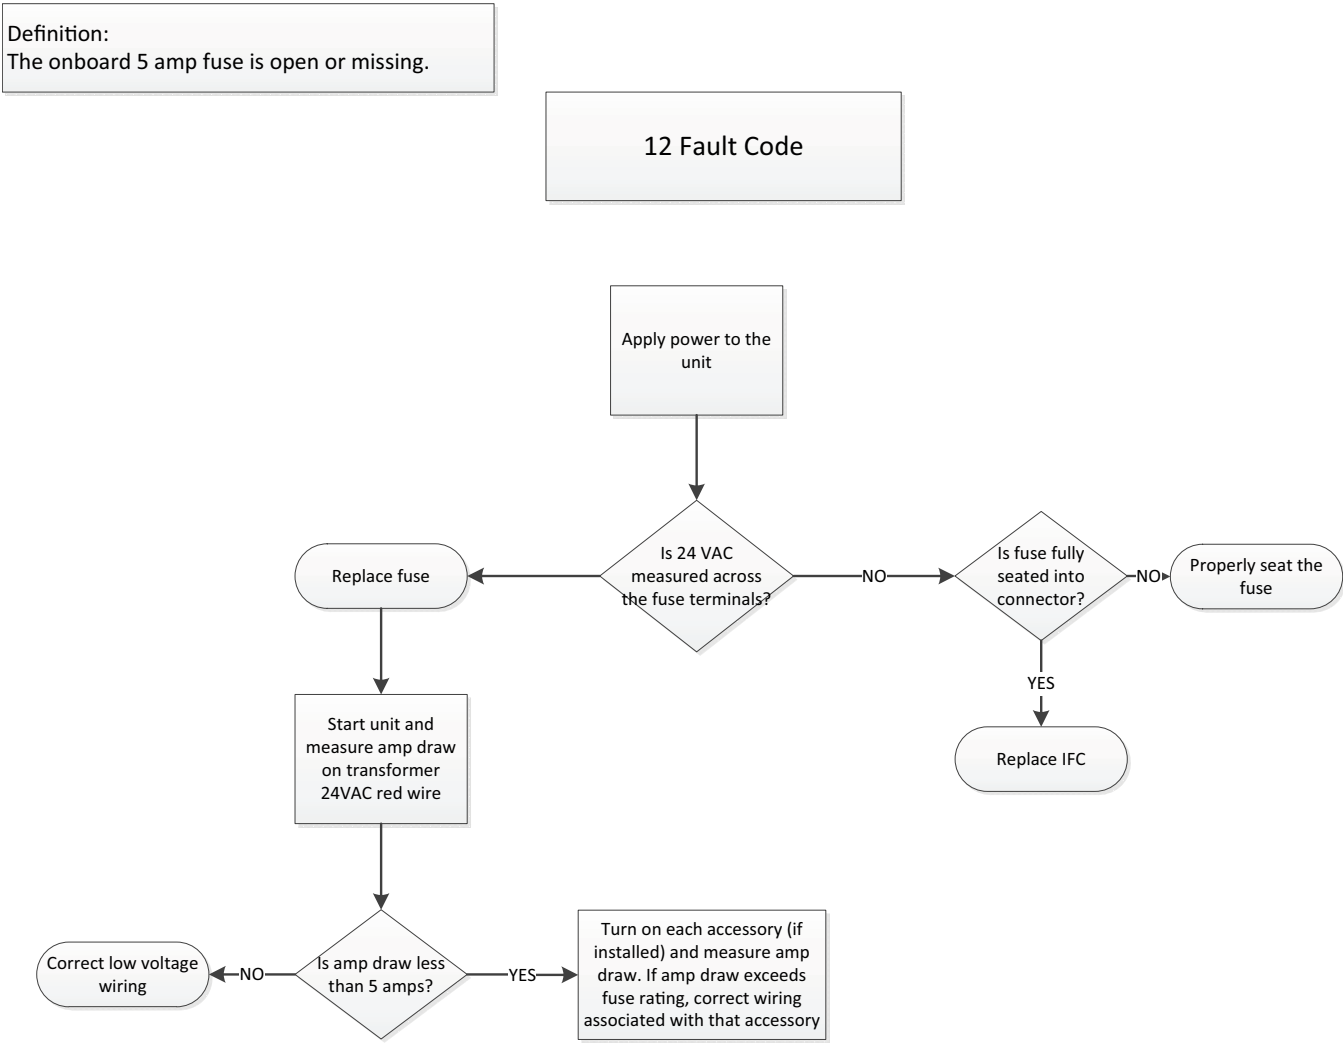 Definition:
The onboard 5 amp fuse is open or missing.
12 Fault Code
Apply power to the
unit
Is 24 VAC
measured across
the fuse terminals?
Replace fuse
NO
Is fuse fully
seated into
connector?
NO
Properly seat the
fuse
YES
Replace IFC
Start unit and
measure amp draw
on transformer
24VAC red wire
Is amp draw less
than 5 amps?
NO
Correct low voltage
wiring
YES
Turn on each accessory (if
installed) and measure amp
draw. If amp draw exceeds
fuse rating, correct wiring
associated with that accessory